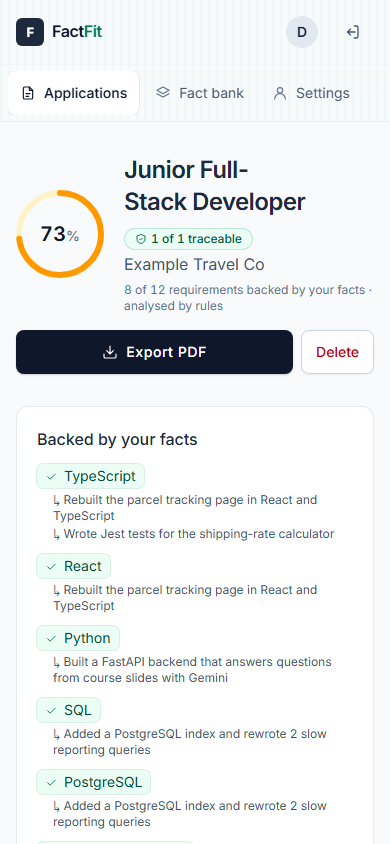 F FactFit D
Applications Fact bank Settings
Junior Full-
Stack Developer
73%
1 of 1 traceable
Example Travel Co
8 of 12 requirements backed by your facts ·
analysed by rules
Export PDF Delete
Backed by your facts
✓ TypeScript
↳ Rebuilt the parcel tracking page in React and
TypeScript
↳ Wrote Jest tests for the shipping-rate calculator
✓ React
↳ Rebuilt the parcel tracking page in React and
TypeScript
✓ Python
↳ Built a FastAPI backend that answers questions
from course slides with Gemini
✓ SQL
↳ Added a PostgreSQL index and rewrote 2 slow
reporting queries
✓ PostgreSQL
↳ Added a PostgreSQL index and rewrote 2 slow
reporting queries